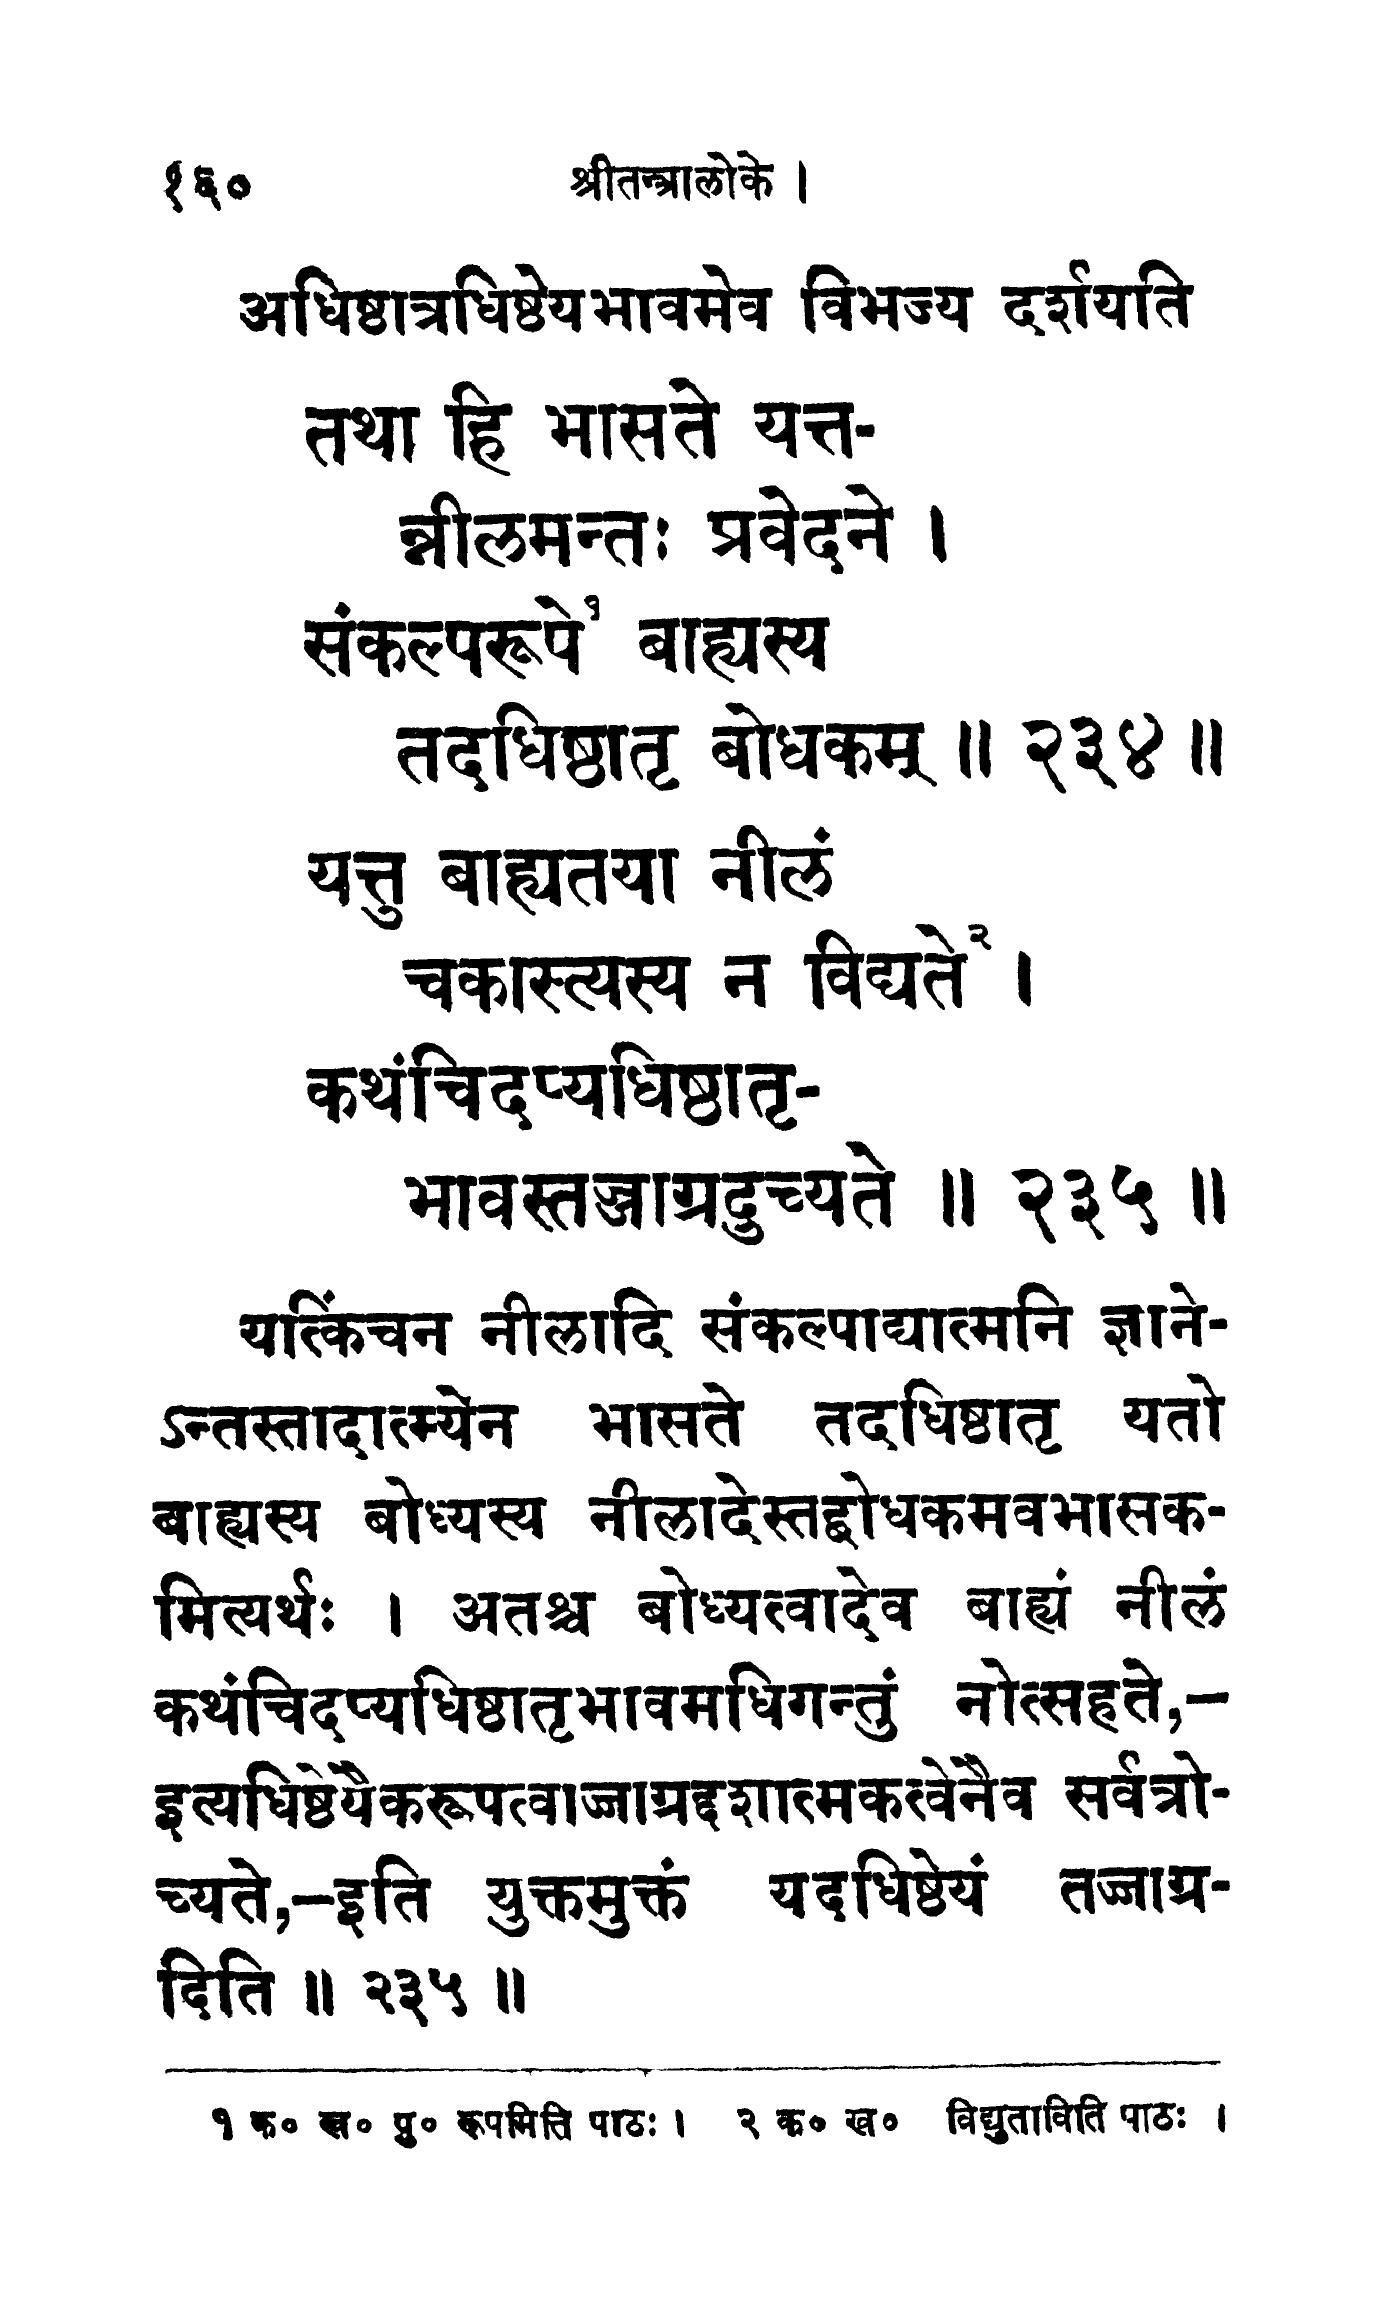 १६० श्रीतन्त्रालोके ।
अधिष्ठात्रधिष्ठेयभावमेव विभज्य दर्शयति
तथा हि भासते यत्त-
न्नीलमन्तः प्रवेदने ।
संकल्परूपे१ बाह्यस्य
तदधिष्ठातृ बोधकम् ॥ २३४ ॥
यत्तु बाह्यतया नीलं
चकास्त्यस्य न विद्यते२ ।
कथंचिदप्यधिष्ठातृ-
भावस्तज्जाग्रदुच्यते ॥ २३५ ॥
यत्किंचन नीलादि संकल्पाद्यात्मनि ज्ञाने-
ऽन्तस्तादात्म्येन भासते तदधिष्ठातृ यतो
बाह्यस्य बोध्यस्य नीलादेस्तद्बोधकमवभासक-
मित्यर्थः । अतश्च बोध्यत्वादेव बाह्यं नीलं
कथंचिदप्यधिष्ठातृभावमधिगन्तुं नोत्सहते,—
इत्यधिष्ठेयैकरूपत्वाज्जाग्रद्दशात्मकत्वेनैव सर्वत्रो-
च्यते,—इति युक्तमुक्तं यदधिष्ठेयं तज्जाग्र-
दिति ॥ २३५ ॥
१ क० ख० पु० रूपमिति पाठः । २ क० ख० विद्युताविति पाठः ।